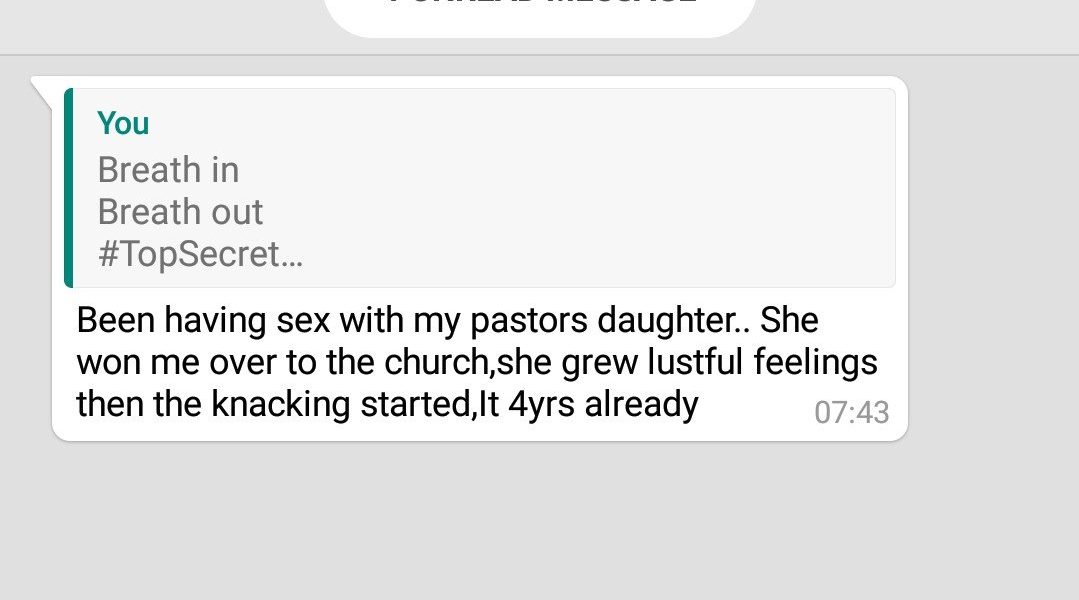 You
Breath in
Breath out
#TopSecret...
Been having sex with my pastors daughter.. She
won me over to the church,she grew lustful feelings
then the knacking started,It 4yrs already
07:43